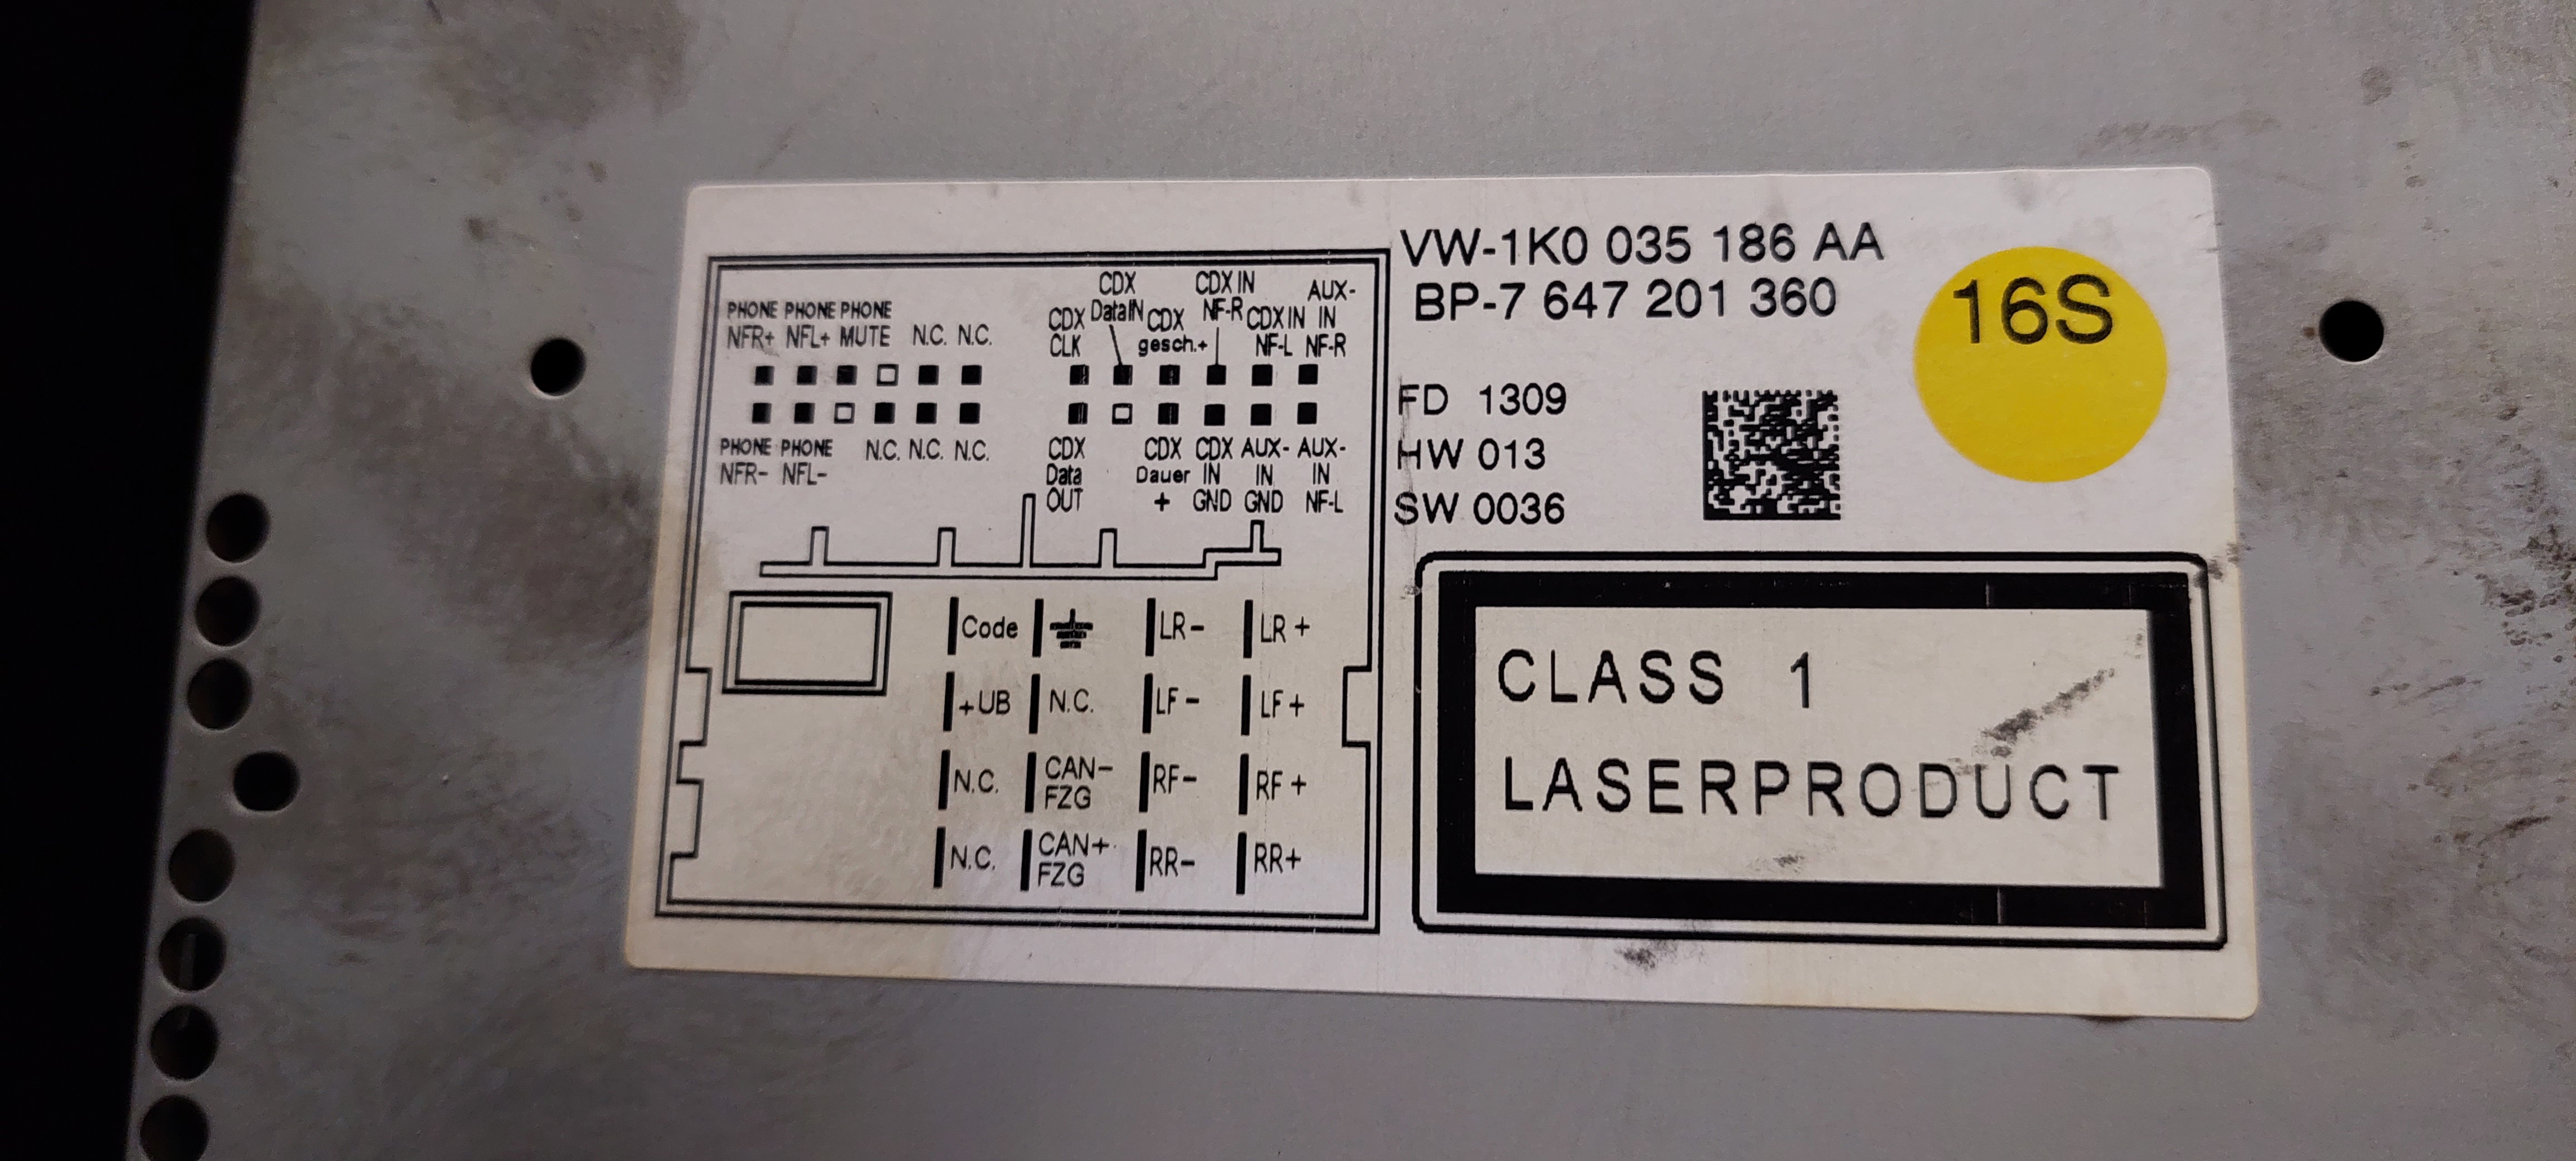 VW-1K0 035 186 AA
BP-7 647 201 360
16S
FD 1309
HW 013
SW 0036
PHONE PHONE PHONE
NFR+ NFL+ MUTE N.C. N.C.
PHONE PHONE
NFR- NFL- N.C. N.C. N.C.
CDX CLK
CDX Data IN
CDX gesch.+
CDX IN NF-R
CDX IN NF-L
AUX-IN NF-R
CDX Data OUT
CDX Dauer +
CDX IN GND
AUX-IN GND
AUX-IN NF-L
Code LR- LR+
+UB N.C. LF- LF+
N.C. CAN- FZG RF- RF+
N.C. CAN+ FZG RR- RR+
CLASS 1
LASERPRODUCT